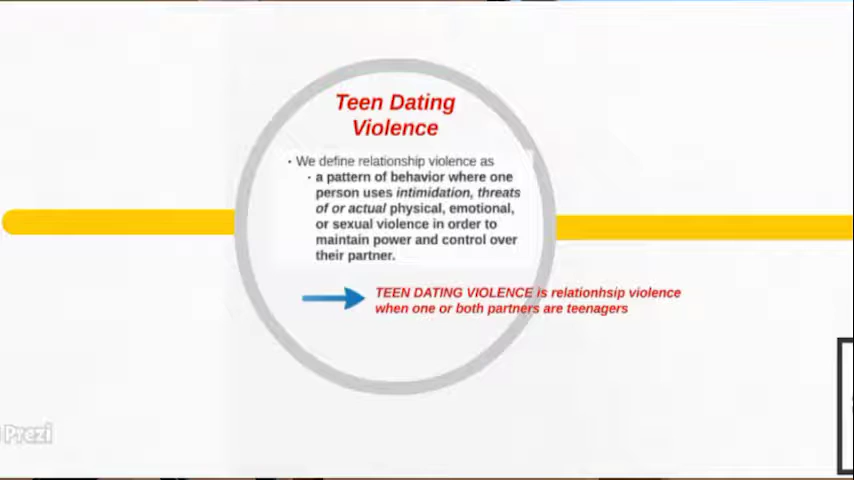 Teen Dating
Violence
· We define relationship violence as
· a pattern of behavior where one
person uses intimidation, threats
of or actual physical, emotional,
or sexual violence in order to
maintain power and control over
their partner.
TEEN DATING VIOLENCE is relationhsip violence
when one or both partners are teenagers
Prezi